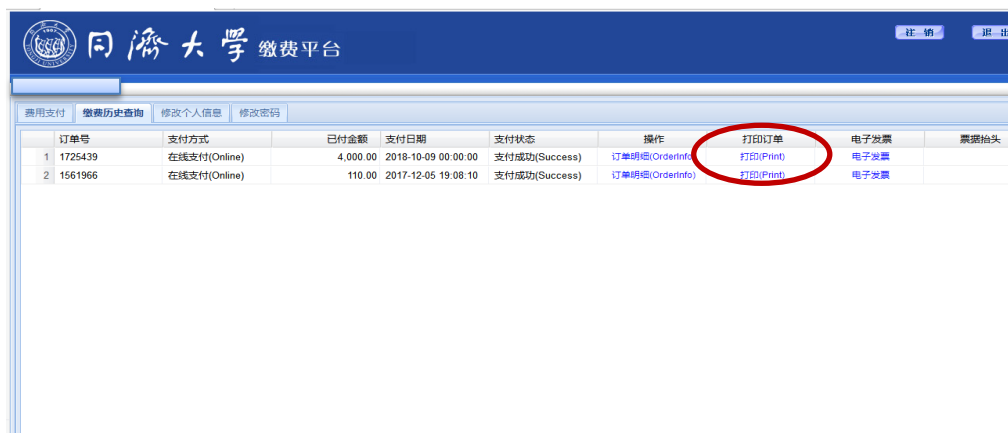 同濟大学 缴费平台
注 销 退 出
费用支付 缴费历史查询 修改个人信息 修改密码
订单号 支付方式 已付金额 支付日期 支付状态 操作 打印订单 电子发票 票据抬头
1 1725439 在线支付(Online) 4,000.00 2018-10-09 00:00:00 支付成功(Success) 订单明细(OrderInfo) 打印(Print) 电子发票
2 1561966 在线支付(Online) 110.00 2017-12-05 19:08:10 支付成功(Success) 订单明细(OrderInfo) 打印(Print) 电子发票